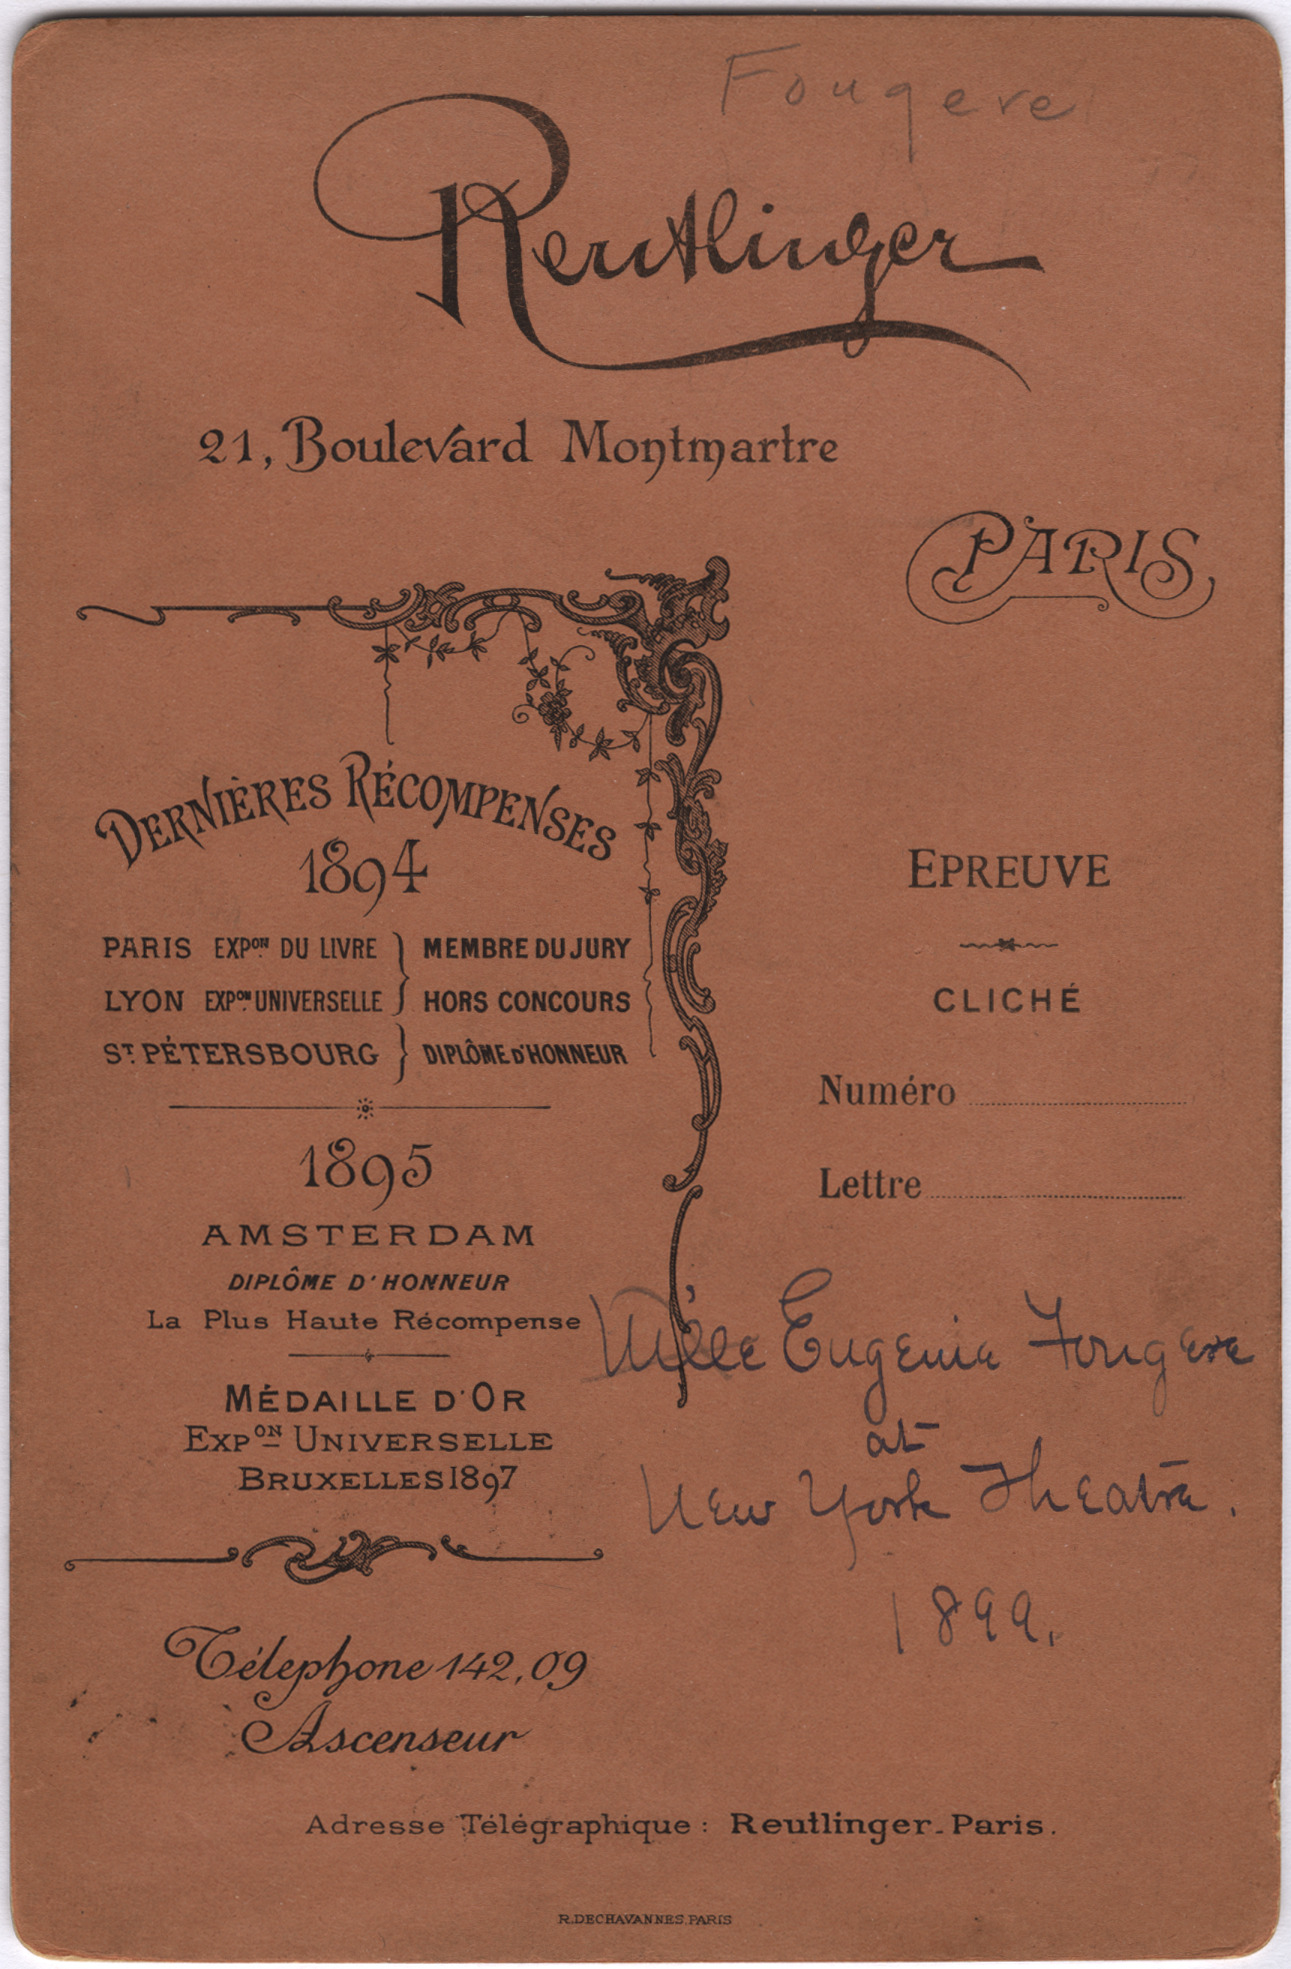 Fougere
Reutlinger
21, Boulevard Montmartre
PARIS
DERNIÈRES RÉCOMPENSES
1894
PARIS EXPON. DU LIVRE } MEMBRE DU JURY
LYON EXPON. UNIVERSELLE } HORS CONCOURS
ST. PÉTERSBOURG } DIPLÔME D'HONNEUR
1895
AMSTERDAM
DIPLÔME D'HONNEUR
La Plus Haute Récompense
MÉDAILLE D'OR
EXPON UNIVERSELLE
BRUXELLES 1897
Téléphone 142,09
Ascenseur
EPREUVE
CLICHÉ
Numéro
Lettre
M'lle Eugenie Fougere
at
New York Theatre.
1899.
Adresse Télégraphique : Reutlinger-Paris.
R. DECHAVANNES. PARIS